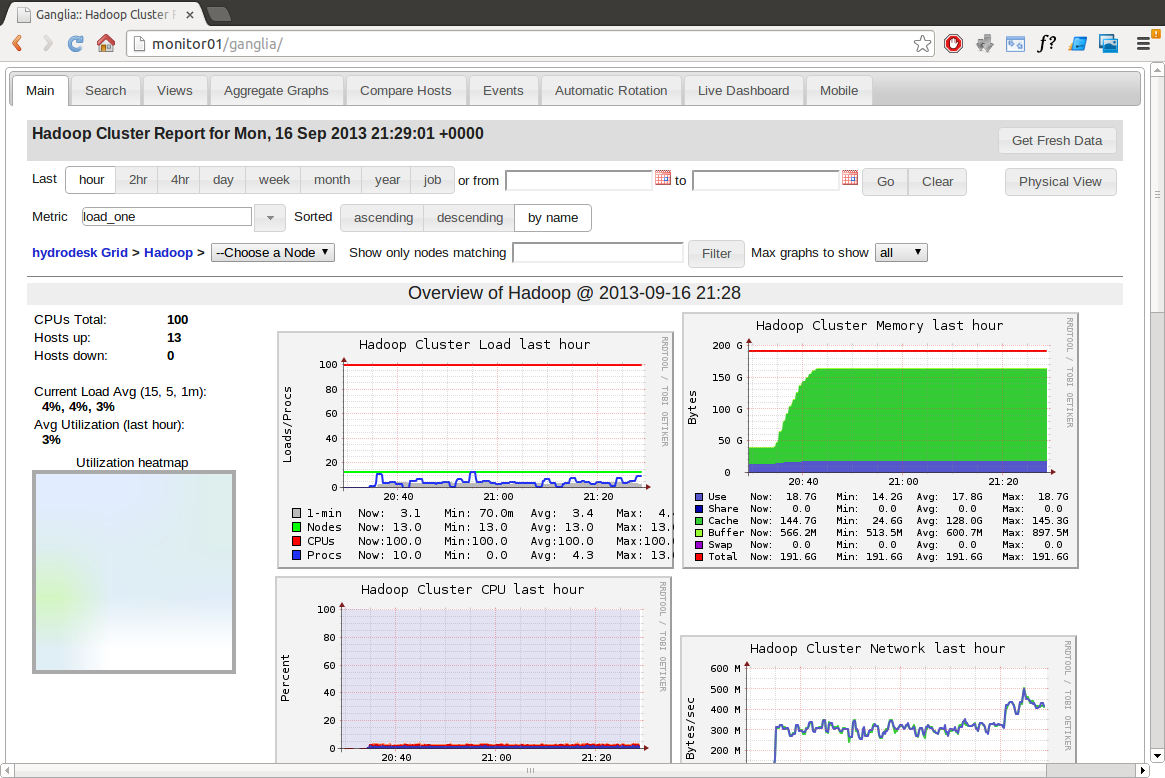 Ganglia:: Hadoop Cluster
monitor01/ganglia/
f?
Main Search Views Aggregate Graphs Compare Hosts Events Automatic Rotation Live Dashboard Mobile
Hadoop Cluster Report for Mon, 16 Sep 2013 21:29:01 +0000
Get Fresh Data
Last hour 2hr 4hr day week month year job or from to Go Clear Physical View
Metric load_one Sorted ascending descending by name
hydrodesk Grid > Hadoop > --Choose a Node Show only nodes matching Filter Max graphs to show all
Overview of Hadoop @ 2013-09-16 21:28
CPUs Total: 100
Hosts up: 13
Hosts down: 0
Current Load Avg (15, 5, 1m):
4%, 4%, 3%
Avg Utilization (last hour):
3%
Utilization heatmap
Hadoop Cluster Load last hour
RRDTOOL / TOBI OETIKER
Loads/Procs
100
80
60
40
20
0
20:40 21:00 21:20
1-min Now: 3.1 Min: 70.0m Avg: 3.4 Max: 4.
Nodes Now: 13.0 Min: 13.0 Avg: 13.0 Max: 13.
CPUs Now:100.0 Min:100.0 Avg:100.0 Max:100.
Procs Now: 10.0 Min: 0.0 Avg: 4.3 Max: 13.
Hadoop Cluster Memory last hour
RRDTOOL / TOBI OETIKER
Bytes
200 G
150 G
100 G
50 G
0
20:40 21:00 21:20
Use Now: 18.7G Min: 14.2G Avg: 17.8G Max: 18.7G
Share Now: 0.0 Min: 0.0 Avg: 0.0 Max: 0.0
Cache Now: 144.7G Min: 24.6G Avg: 128.0G Max: 145.3G
Buffer Now: 566.2M Min: 513.5M Avg: 600.7M Max: 897.5M
Swap Now: 0.0 Min: 0.0 Avg: 0.0 Max: 0.0
Total Now: 191.6G Min: 191.6G Avg: 191.6G Max: 191.6G
Hadoop Cluster CPU last hour
RRDTOOL / TOBI OETIKER
Percent
100
80
60
40
20
0
20:40 21:00 21:20
Hadoop Cluster Network last hour
RRDTOOL / TOBI OETIKER
Bytes/sec
600 M
500 M
400 M
300 M
200 M